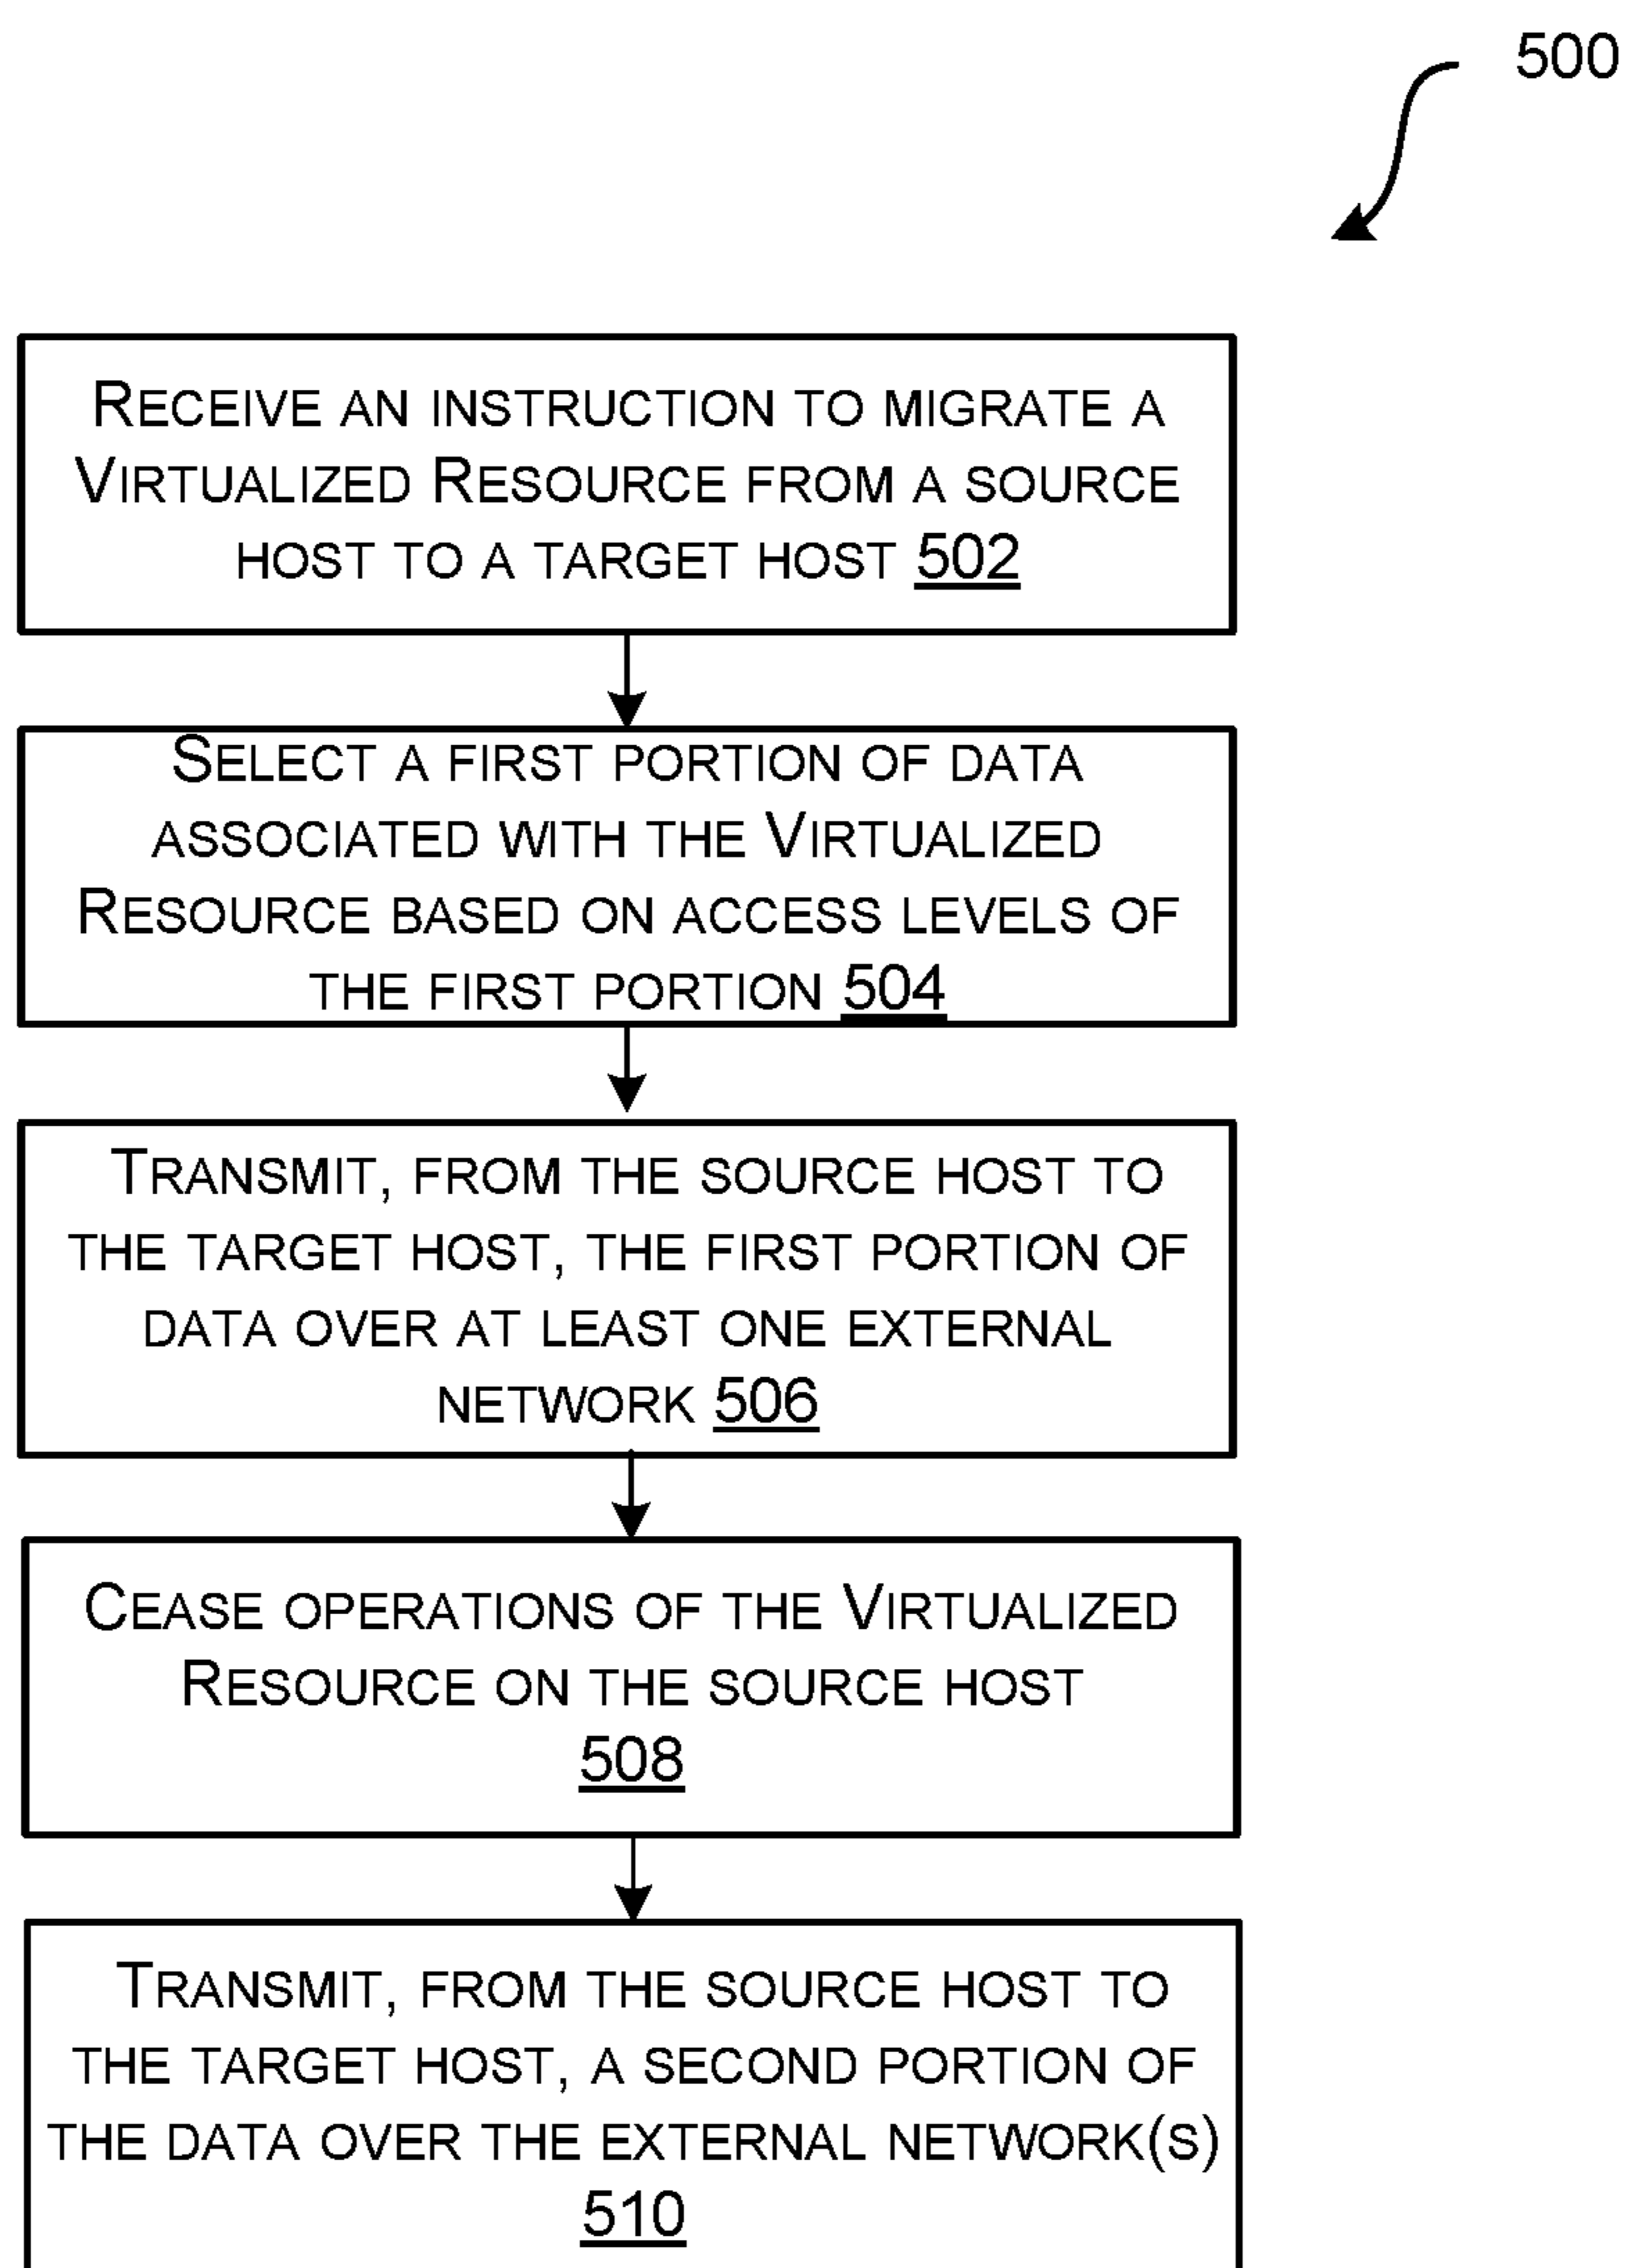 500
Receive an instruction to migrate a
Virtualized Resource from a source
host to a target host 502
Select a first portion of data
associated with the Virtualized
Resource based on access levels of
the first portion 504
Transmit, from the source host to
the target host, the first portion of
data over at least one external
network 506
Cease operations of the Virtualized
Resource on the source host
508
Transmit, from the source host to
the target host, a second portion of
the data over the external network(s)
510